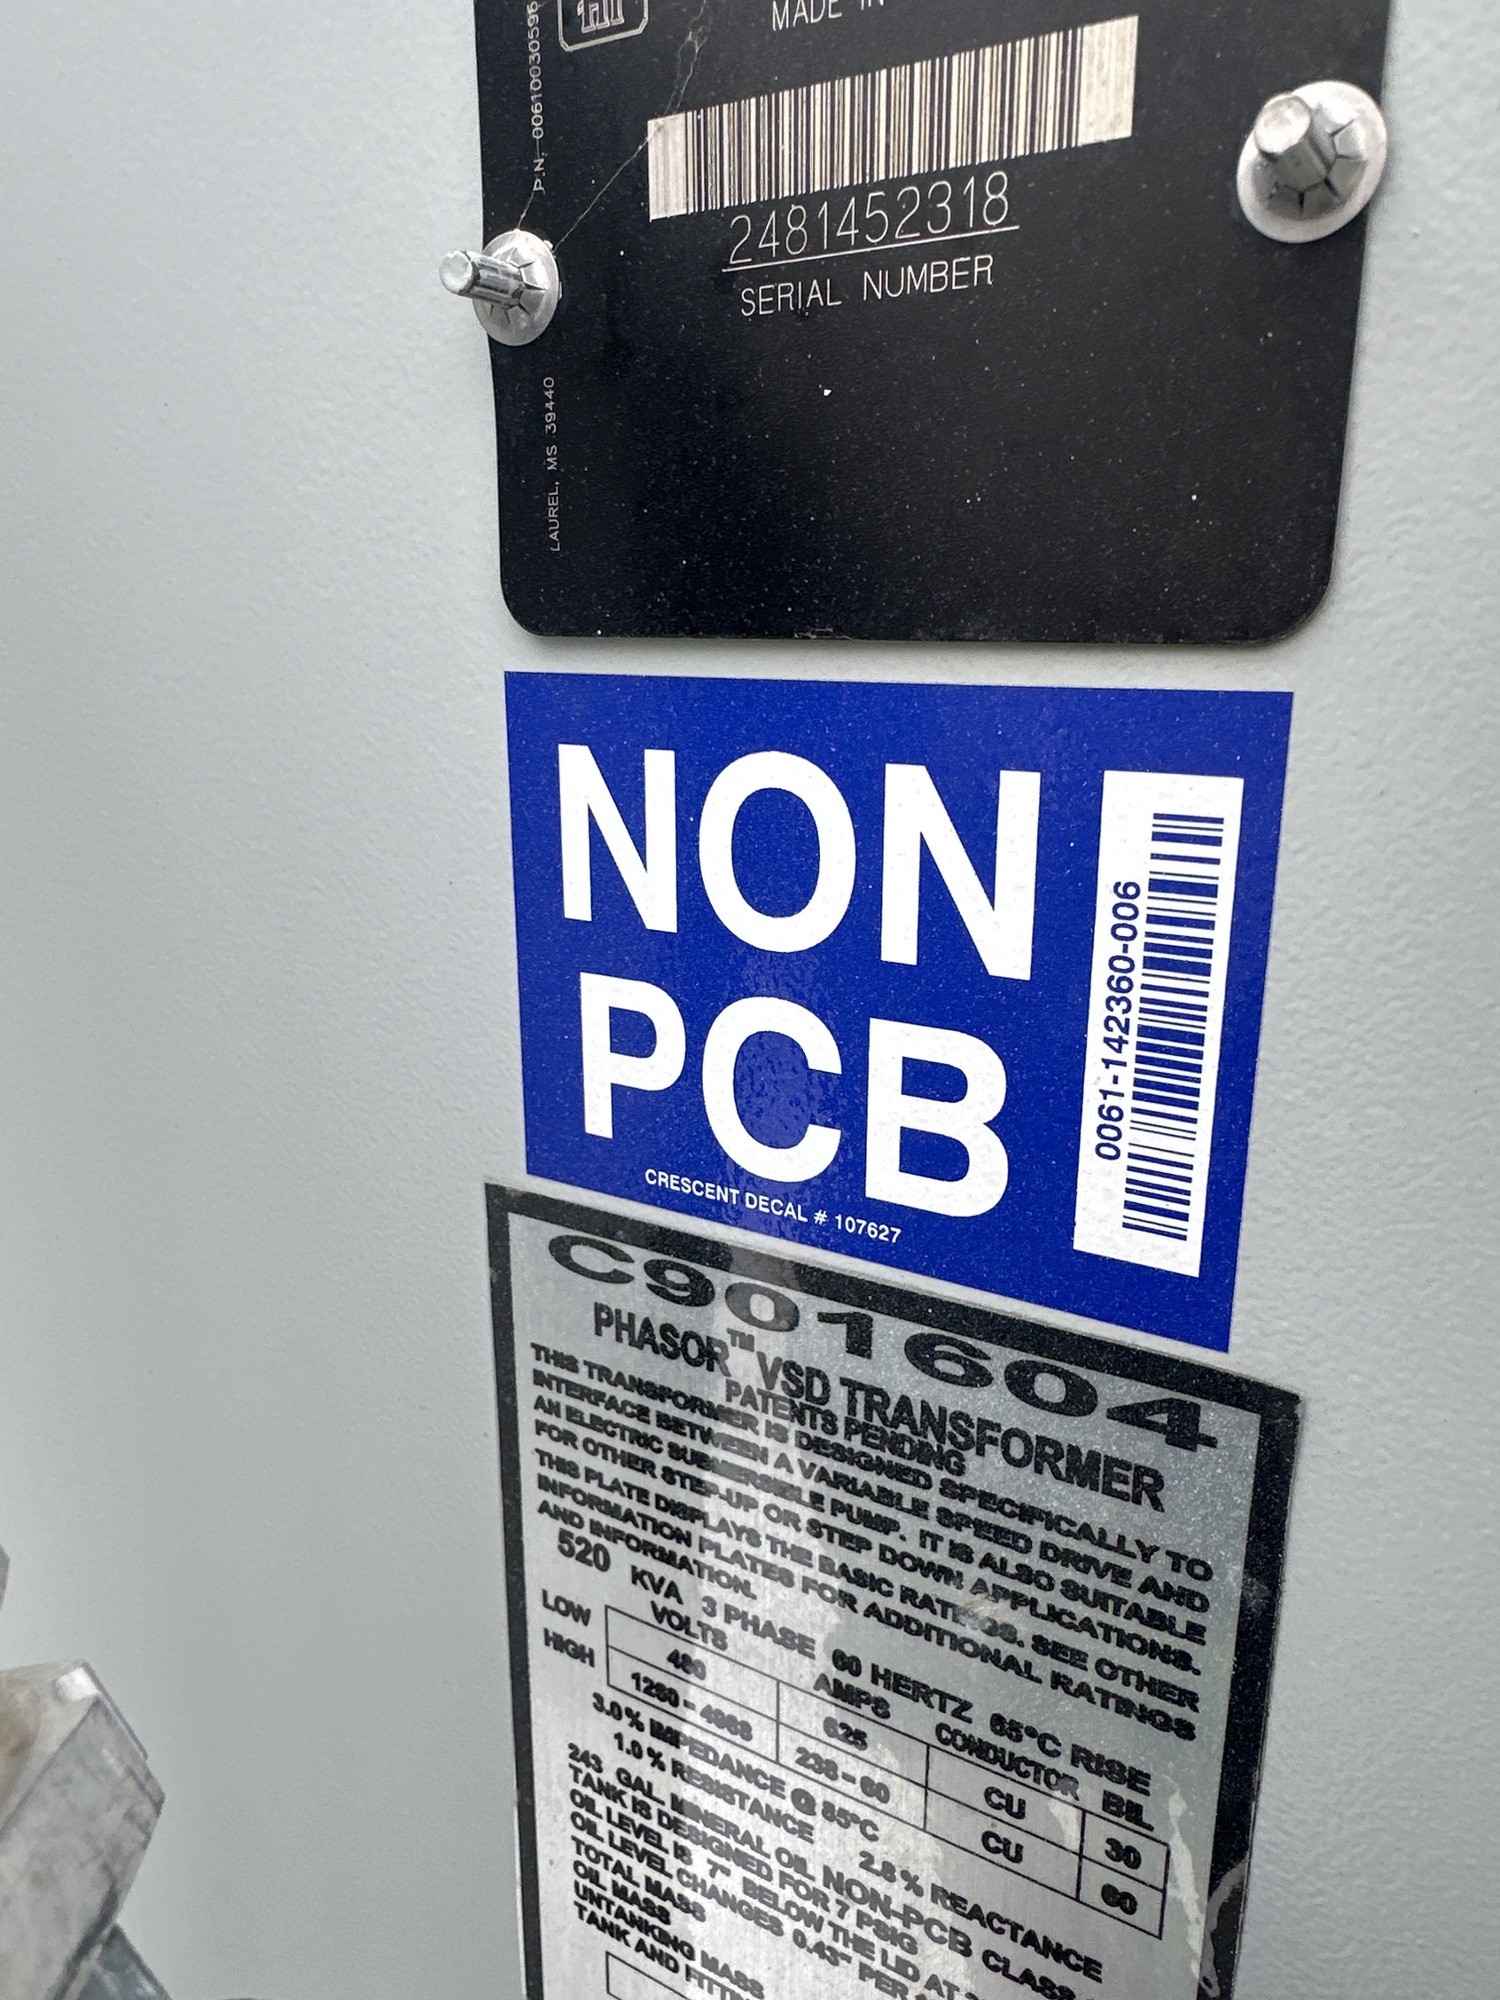 MADE IN
P.N. 00610030596
2481452318
SERIAL NUMBER
LAUREL, MS 39440
NON
PCB
0061-142360-006
CRESCENT DECAL # 107627
C901604
PHASOR™ VSD TRANSFORMER
PATENTS PENDING
THIS TRANSFORMER IS DESIGNED SPECIFICALLY TO
INTERFACE BETWEEN A VARIABLE SPEED DRIVE AND
AN ELECTRIC SUBMERSIBLE PUMP. IT IS ALSO SUITABLE
FOR OTHER STEP-UP OR STEP DOWN APPLICATIONS.
THIS PLATE DISPLAYS THE BASIC RATINGS. SEE OTHER
INFORMATION PLATES FOR ADDITIONAL RATINGS
AND INFORMATION.
520 KVA 3 PHASE 60 HERTZ 65°C RISE
VOLTS AMPS CONDUCTOR BIL
LOW 480 625 CU 30
HIGH 238-60 CU 60
3.0% IMPEDANCE @ 85°C
1.0% RESISTANCE 2.8% REACTANCE
243 GAL. MINERAL OIL NON-PCB CLASS
TANK IS DESIGNED FOR 7 PSIG
OIL LEVEL IS 7" BELOW THE LID AT
OIL LEVEL CHANGES 0.43" PER
TOTAL MASS
OIL MASS
UNTANKING MASS
TANK AND